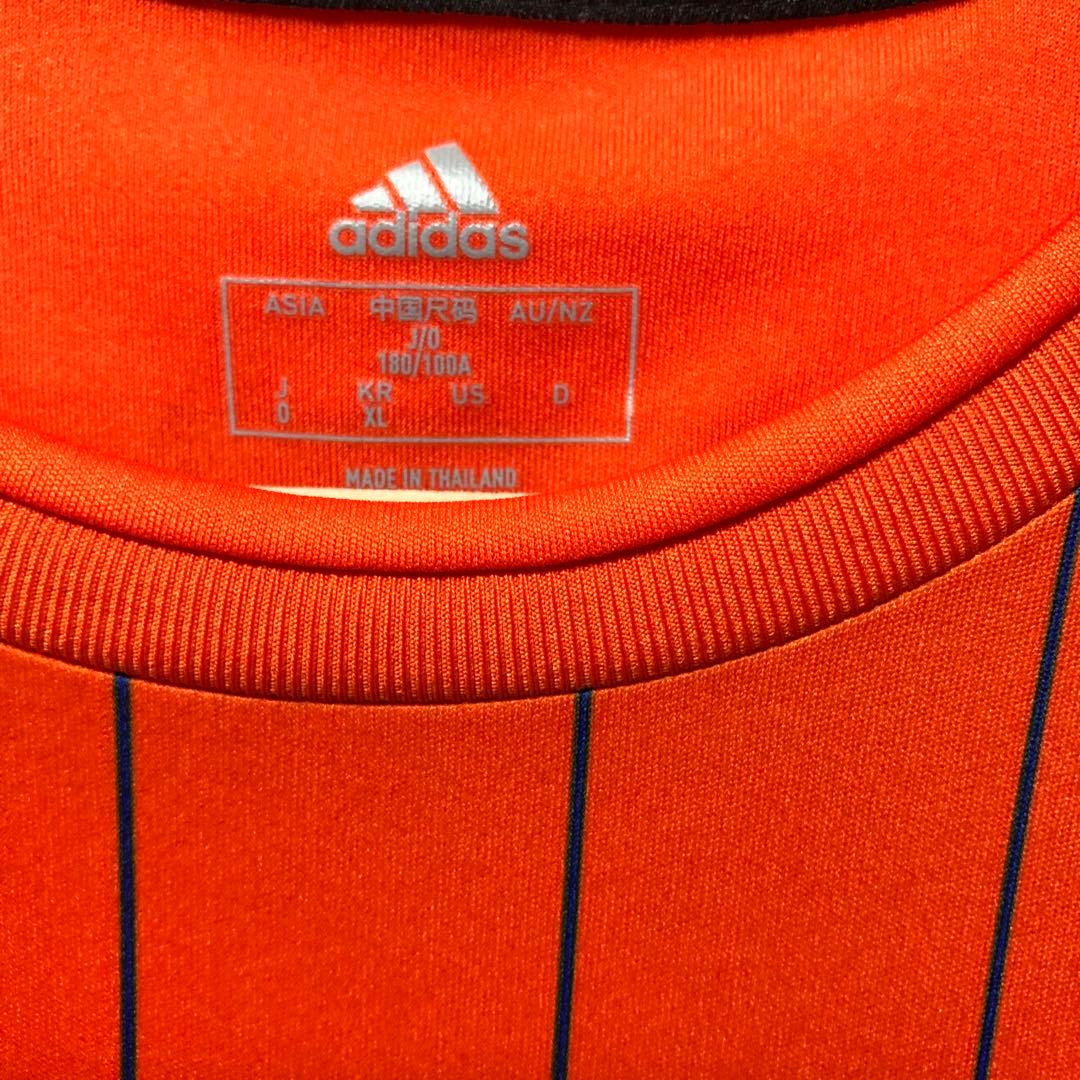 adidas
ASIA 中国尺码 AU/NZ
J/O
180/100A
J KR US D
O XL
MADE IN THAILAND